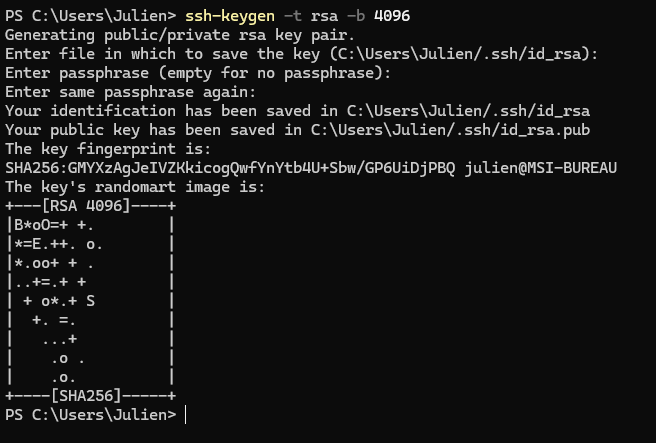 PS C:\Users\Julien> ssh-keygen -t rsa -b 4096
Generating public/private rsa key pair.
Enter file in which to save the key (C:\Users\Julien/.ssh/id_rsa):
Enter passphrase (empty for no passphrase):
Enter same passphrase again:
Your identification has been saved in C:\Users\Julien/.ssh/id_rsa
Your public key has been saved in C:\Users\Julien/.ssh/id_rsa.pub
The key fingerprint is:
SHA256:GMYXzAgJeIVZKkicogQwfYnYtb4U+Sbw/GP6UiDjPBQ julien@MSI-BUREAU
The key's randomart image is:
+---[RSA 4096]----+
|B*oO=+ +.        |
|*=E.++. o.       |
|*.oo+ + .        |
|..+=.+ +         |
| + o*.+ S        |
|  +. =.          |
|   ...+          |
|    .o .         |
|    .o.          |
+----[SHA256]-----+
PS C:\Users\Julien>